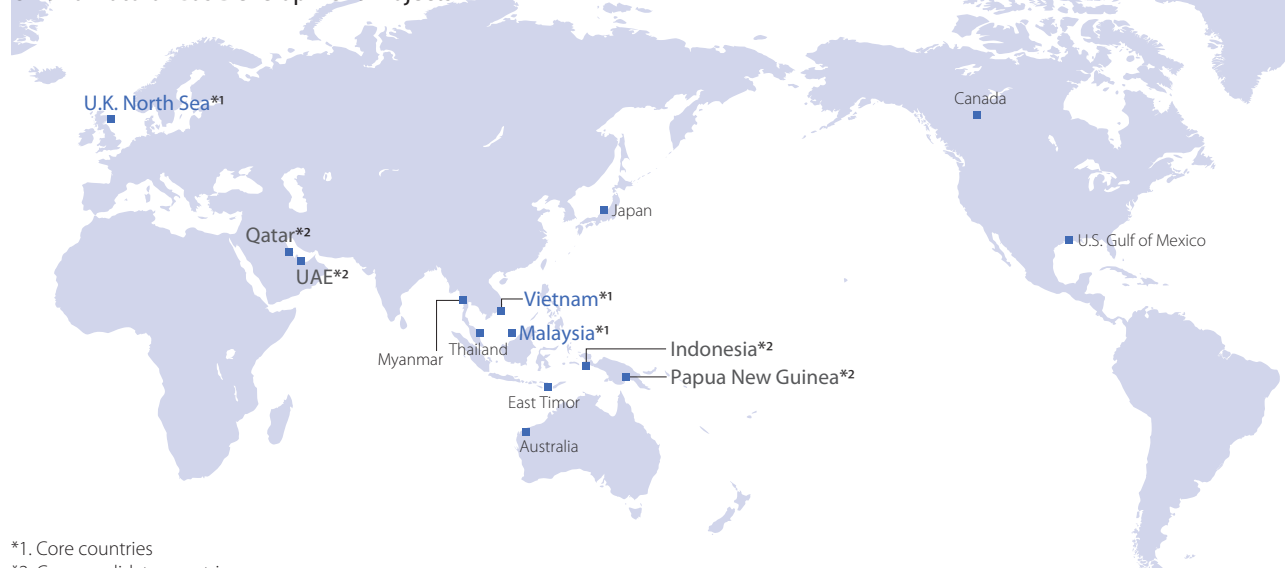 U.K. North Sea*1
Canada
Japan
Qatar*2
U.S. Gulf of Mexico
UAE*2
Vietnam*1
Malaysia*1
Thailand
Indonesia*2
Myanmar
Papua New Guinea*2
East Timor
Australia
*1. Core countries